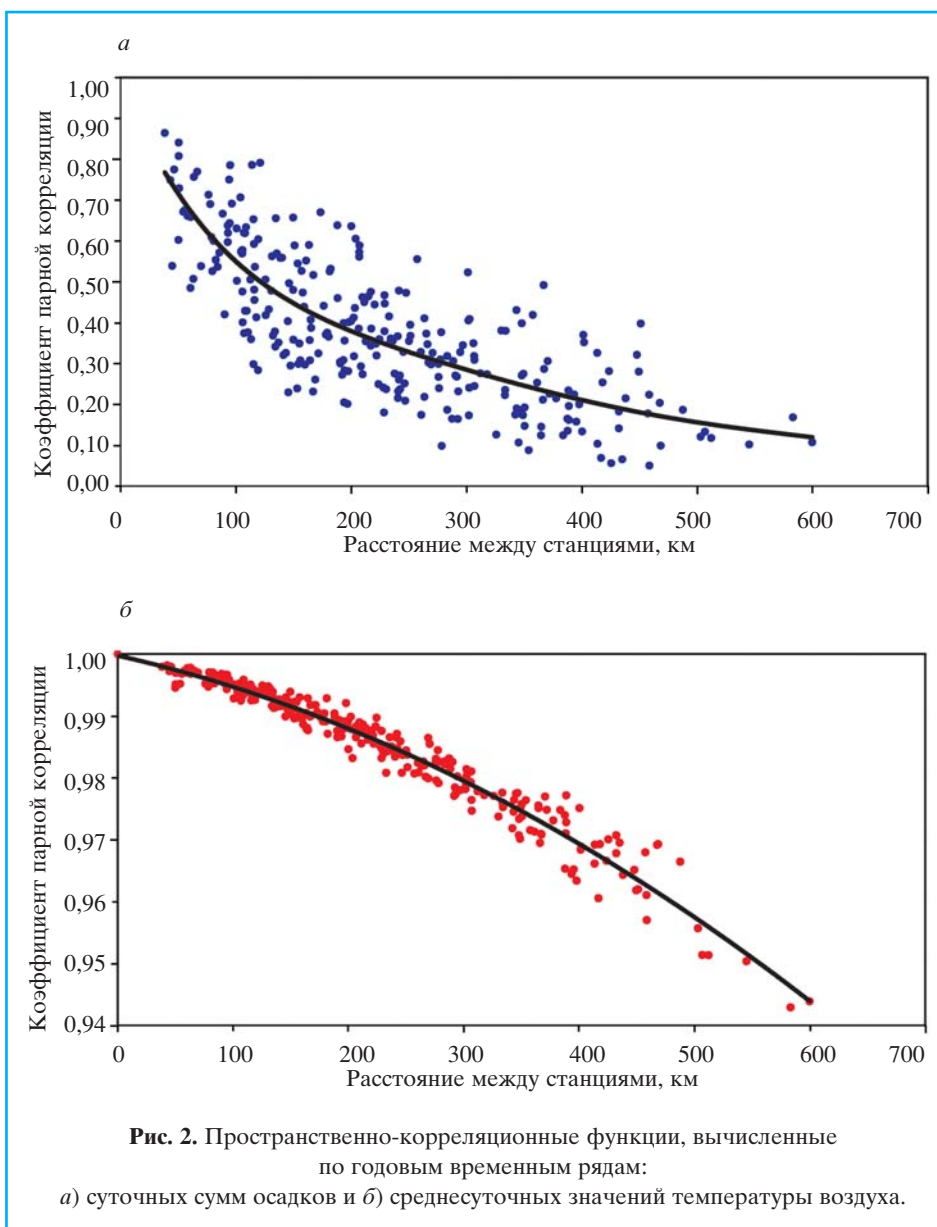 а
Коэффициент парной корреляции
1,00
0,90
0,80
0,70
0,60
0,50
0,40
0,30
0,20
0,10
0,00
0 100 200 300 400 500 600 700
Расстояние между станциями, км
б
Коэффициент парной корреляции
1,00
0,99
0,98
0,97
0,96
0,95
0,94
0 100 200 300 400 500 600 700
Расстояние между станциями, км
Рис. 2. Пространственно-корреляционные функции, вычисленные
по годовым временным рядам:
а) суточных сумм осадков и б) среднесуточных значений температуры воздуха.